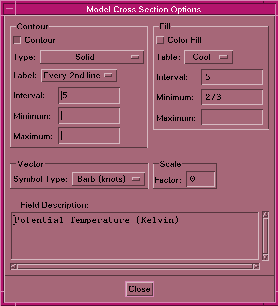 Model Cross Section Options
Contour
Contour
Type: Solid
Label: Every 2nd line
Interval: 5
Minimum:
Maximum:
Fill
Color Fill
Table: Cool
Interval: 5
Minimum: 273
Maximum:
Vector
Symbol Type: Barb (knots)
Scale
Factor: 0
Field Description:
Potential Temperature (Kelvin)
Close